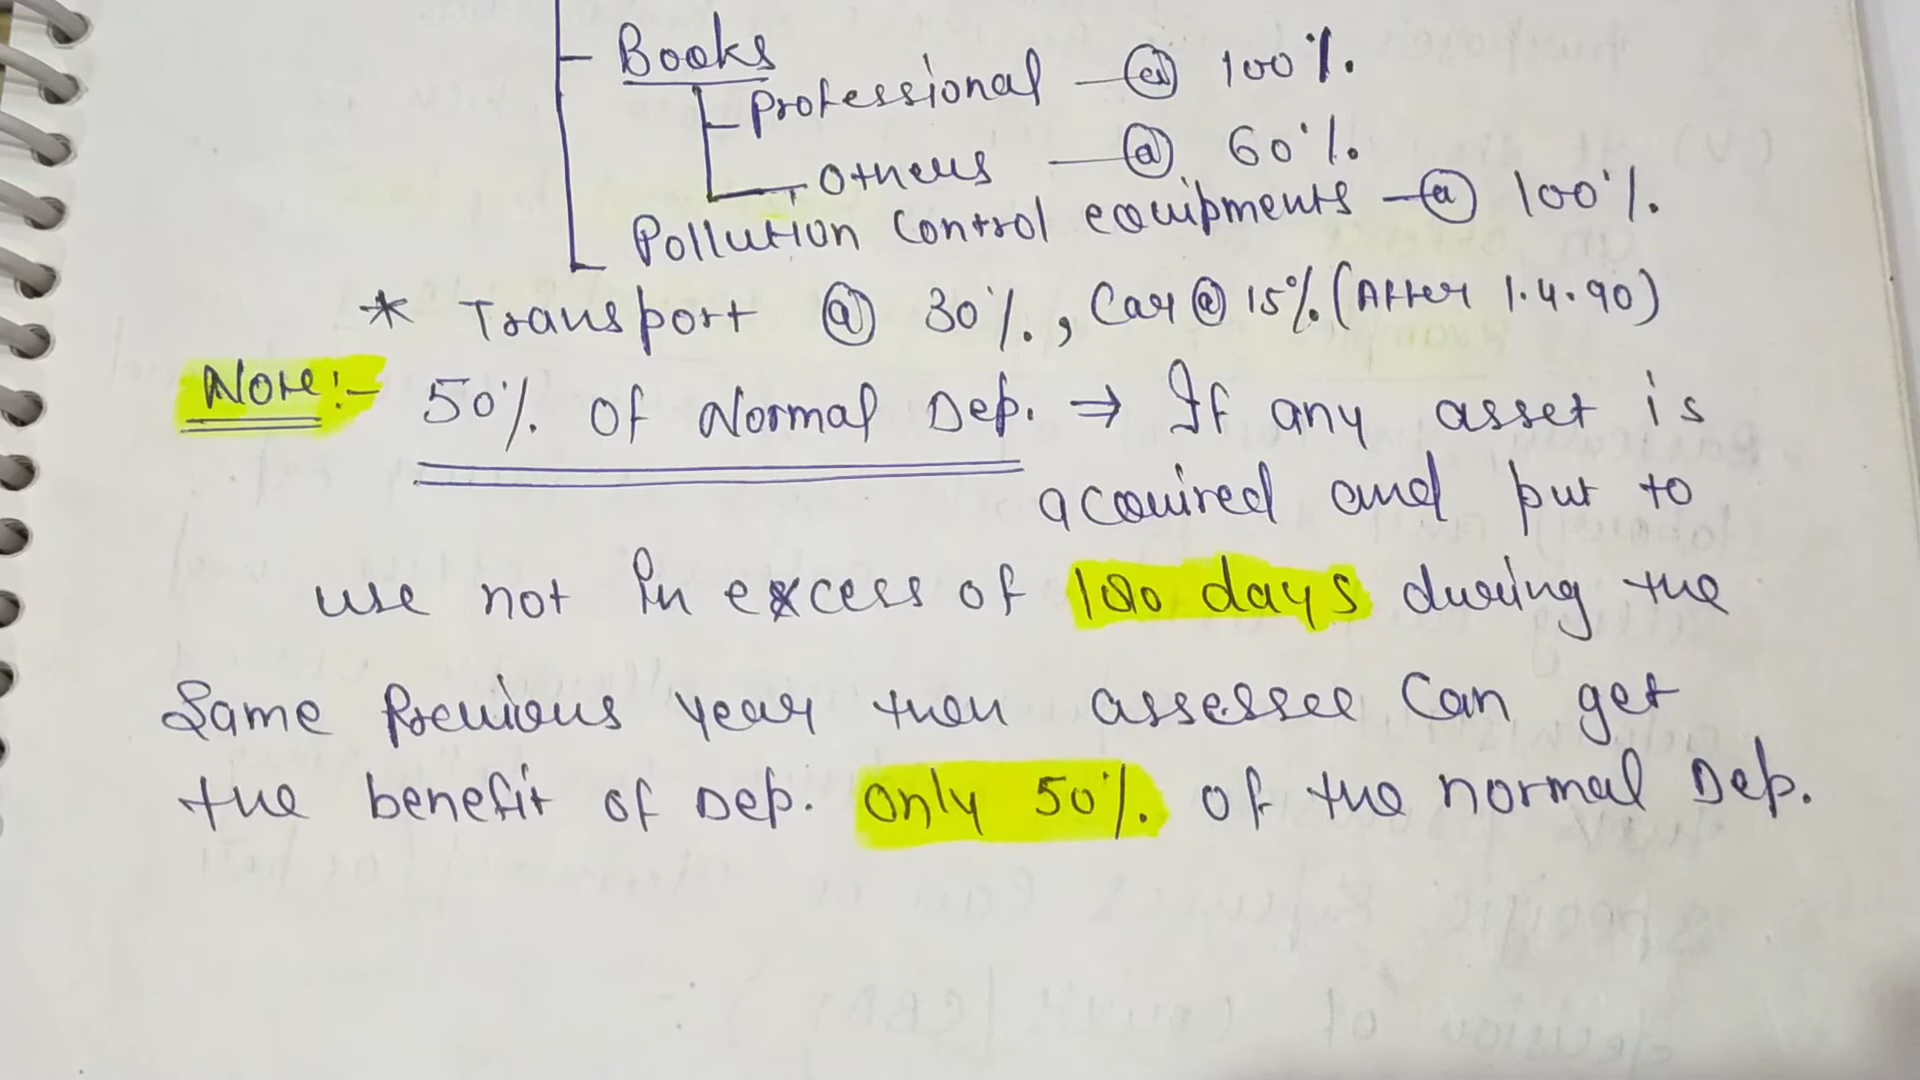 Books
Professional — @ 100%.
Others — @ 60%.
Pollution Control equipments — @ 100%.
* Transport @ 30%., Car @ 15% (After 1.4.90)
Note:- 50%. of Normal Dep. ⇒ If any asset is
acquired and put to
use not in excess of 180 days during the
Same Previous year then assessee Can get
the benefit of Dep. only 50%. of the normal Dep.